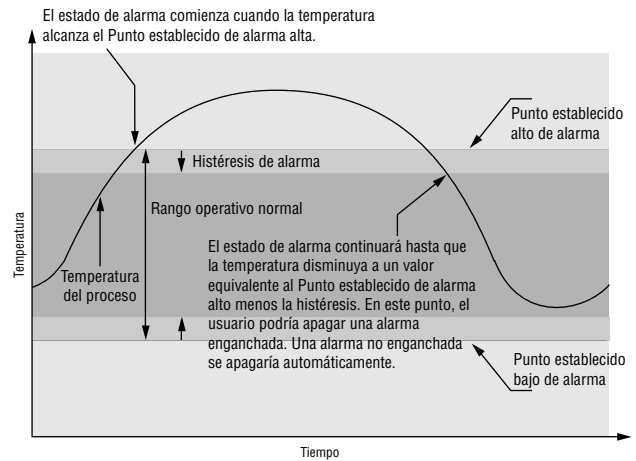 El estado de alarma comienza cuando la temperatura
alcanza el Punto establecido de alarma alta.
Punto establecido
alto de alarma
Histéresis de alarma
Rango operativo normal
Temperatura
El estado de alarma continuará hasta que
la temperatura disminuya a un valor
equivalente al Punto establecido de alarma
alto menos la histéresis. En este punto, el
usuario podría apagar una alarma
enganchada. Una alarma no enganchada
se apagaría automáticamente.
Temperatura
del proceso
Punto establecido
bajo de alarma
Tiempo